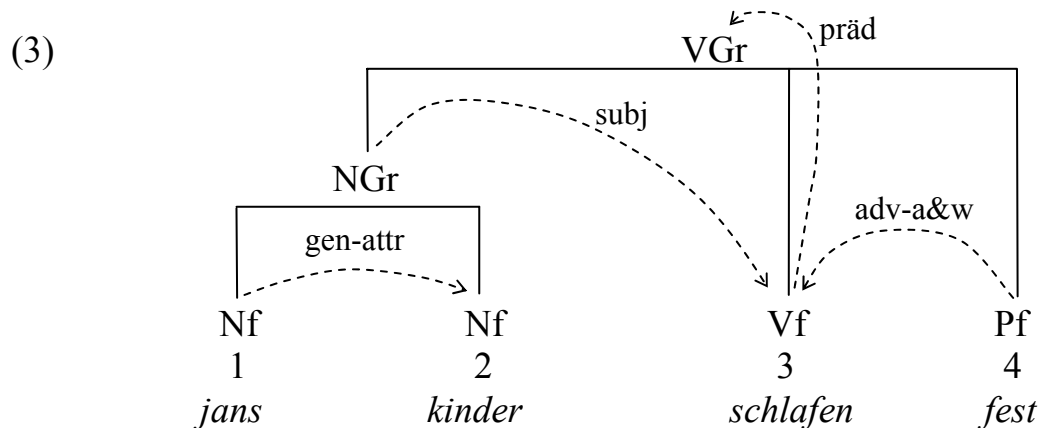 (3)
präd
VGr
subj
NGr
gen-attr
adv-a&w
Nf Nf Vf Pf
1 2 3 4
jans kinder schlafen fest